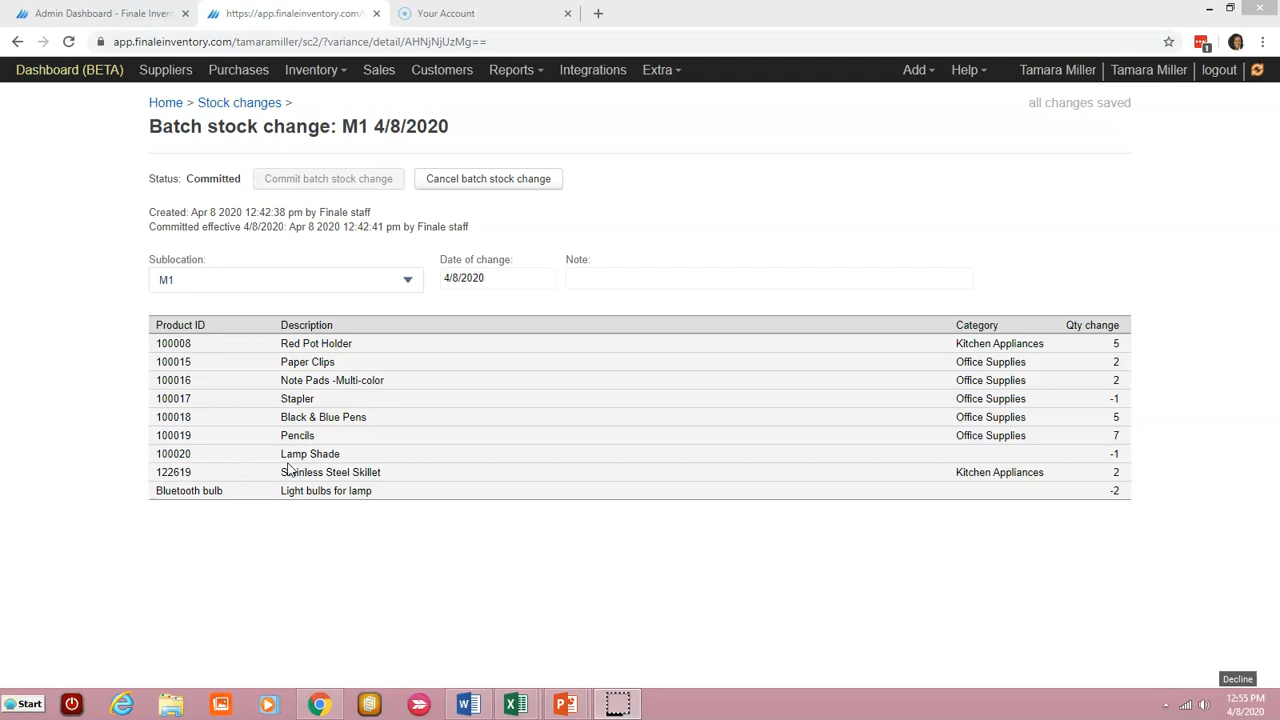 Admin Dashboard - Finale Inven
https://app.finaleinventory.com/
Your Account
app.finaleinventory.com/tamaramiller/sc2/?variance/detail/AHNjNjUzMg==
1
Dashboard (BETA) Suppliers Purchases Inventory Sales Customers Reports Integrations Extra Add Help Tamara Miller Tamara Miller logout
Home > Stock changes > all changes saved
Batch stock change: M1 4/8/2020
Status: Committed Commit batch stock change Cancel batch stock change
Created: Apr 8 2020 12:42:38 pm by Finale staff
Committed effective 4/8/2020: Apr 8 2020 12:42:41 pm by Finale staff
Sublocation: Date of change: Note:
M1 4/8/2020
Product ID Description Category Qty change
100008 Red Pot Holder Kitchen Appliances 5
100015 Paper Clips Office Supplies 2
100016 Note Pads -Multi-color Office Supplies 2
100017 Stapler Office Supplies -1
100018 Black & Blue Pens Office Supplies 5
100019 Pencils Office Supplies 7
100020 Lamp Shade -1
122619 Stainless Steel Skillet Kitchen Appliances 2
Bluetooth bulb Light bulbs for lamp -2
Decline
Start
12:55 PM
4/8/2020